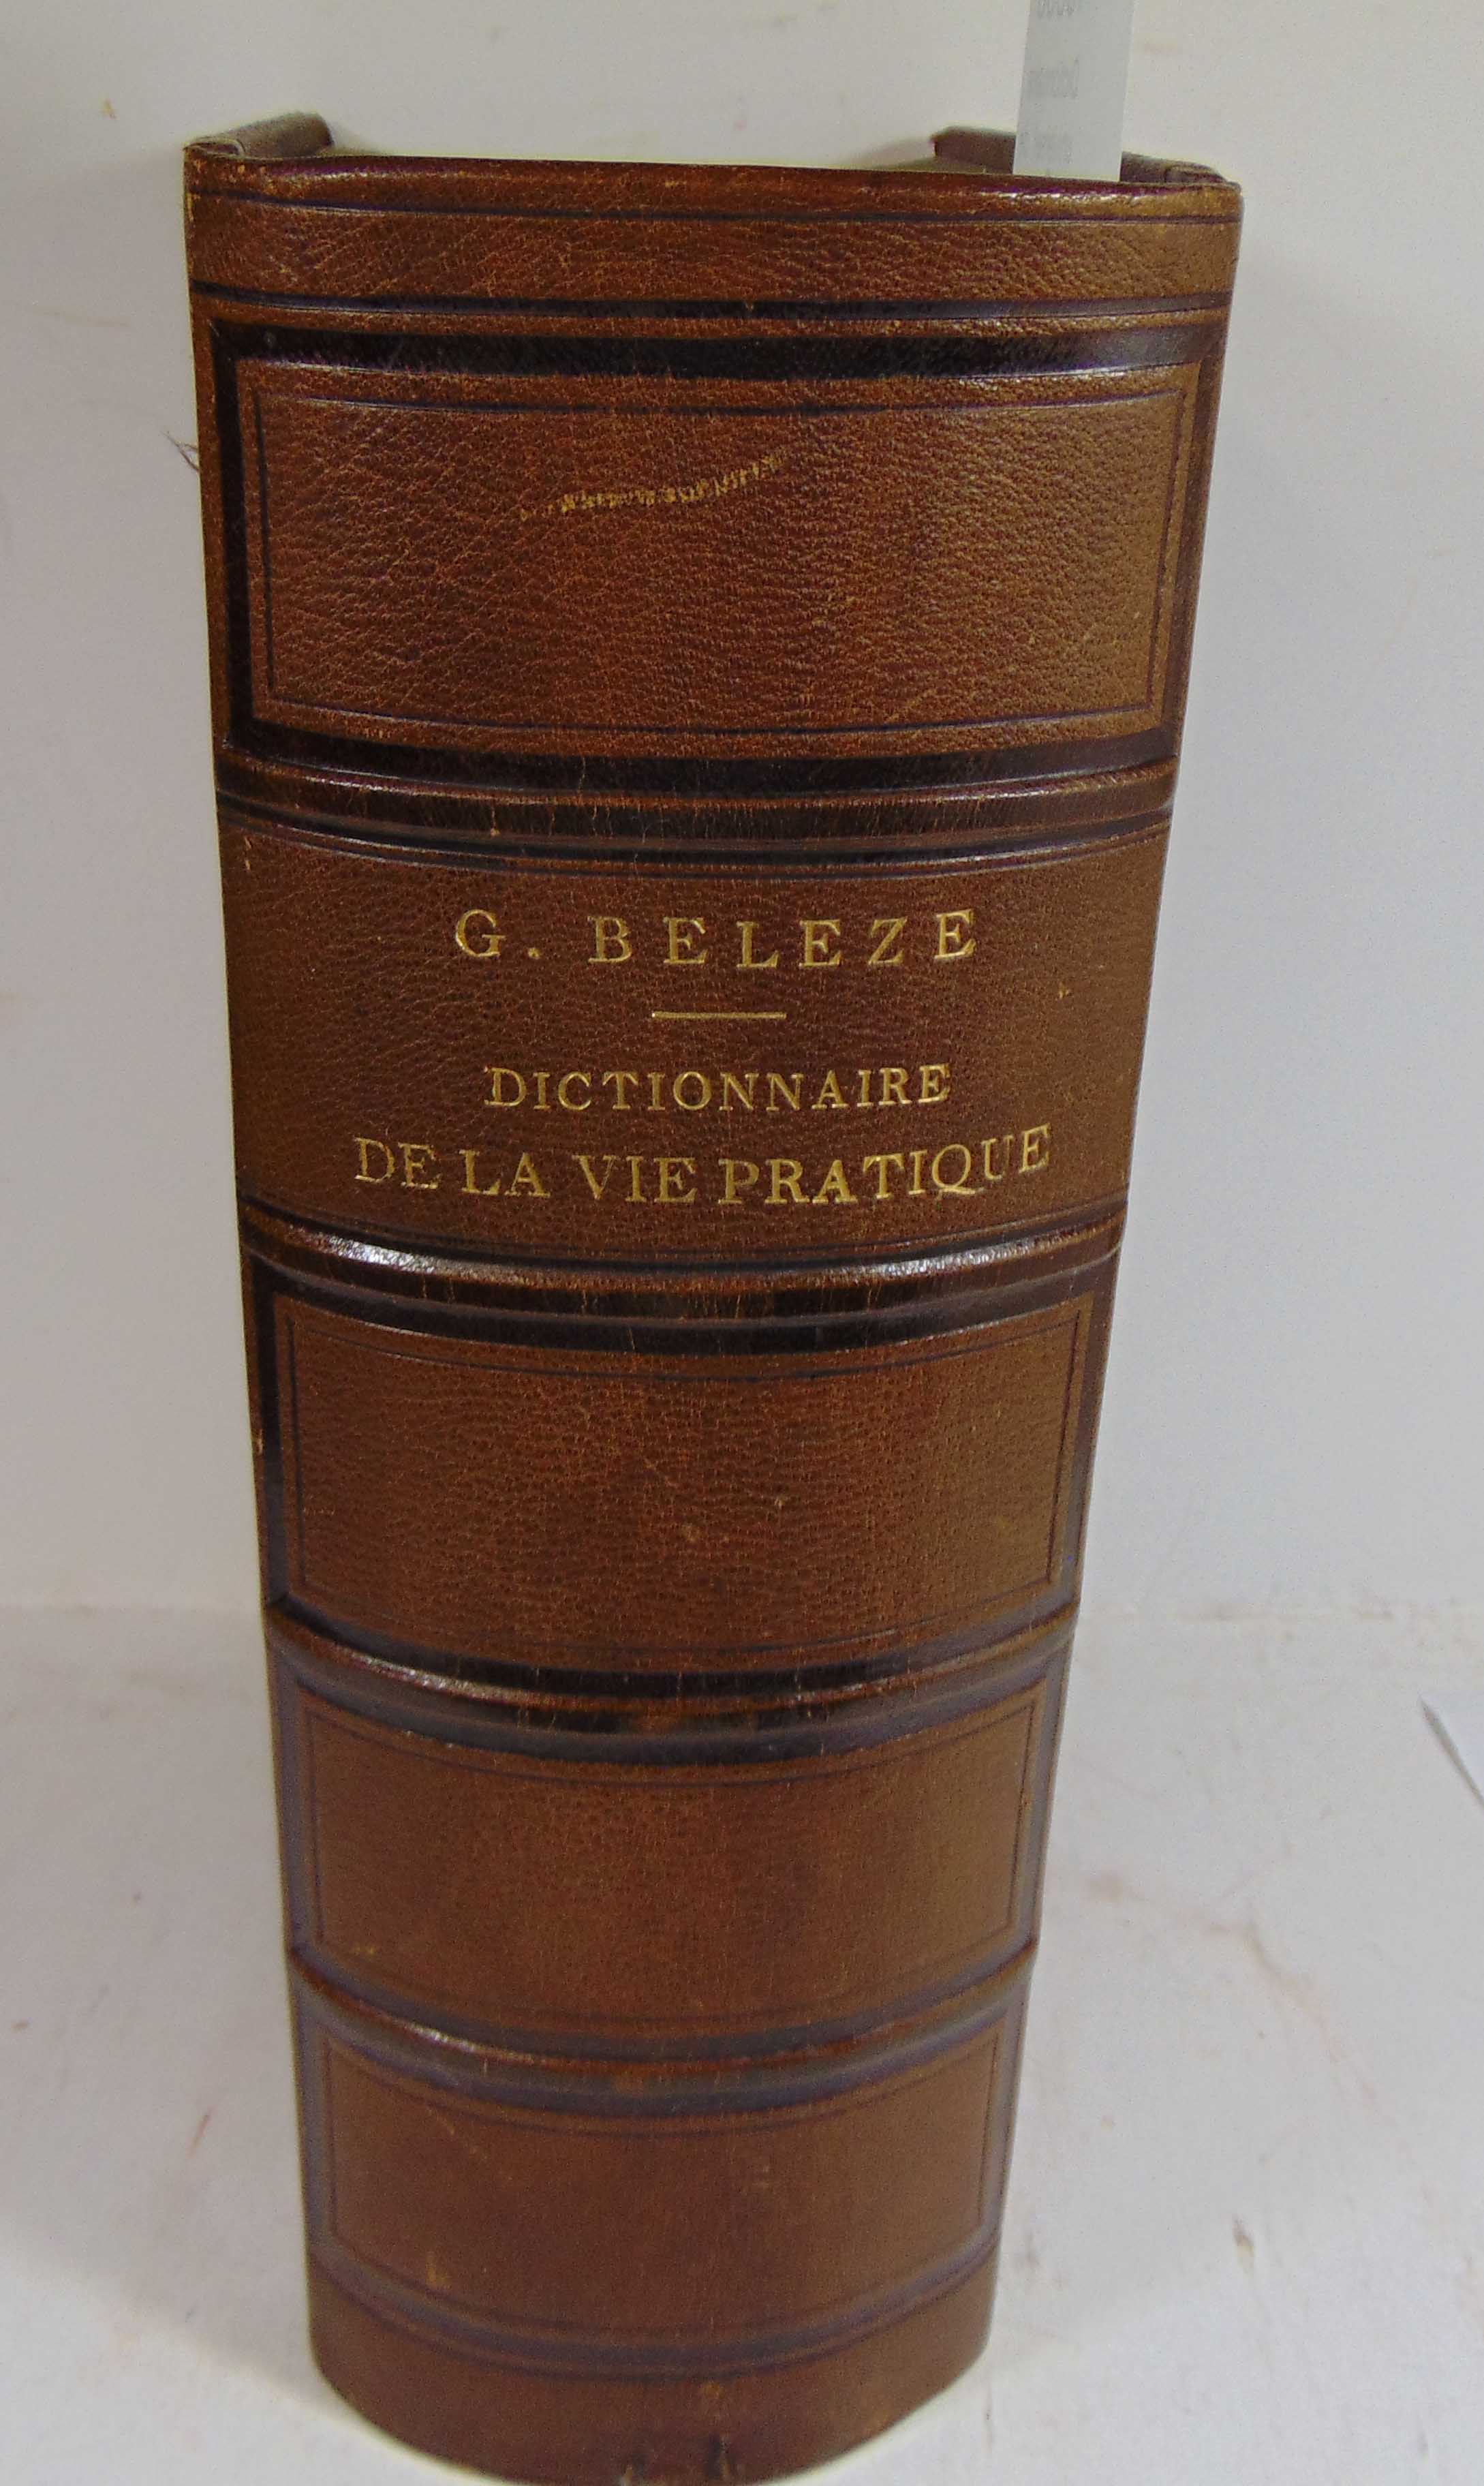 G. BELEZE
DICTIONNAIRE
DE LA VIE PRATIQUE